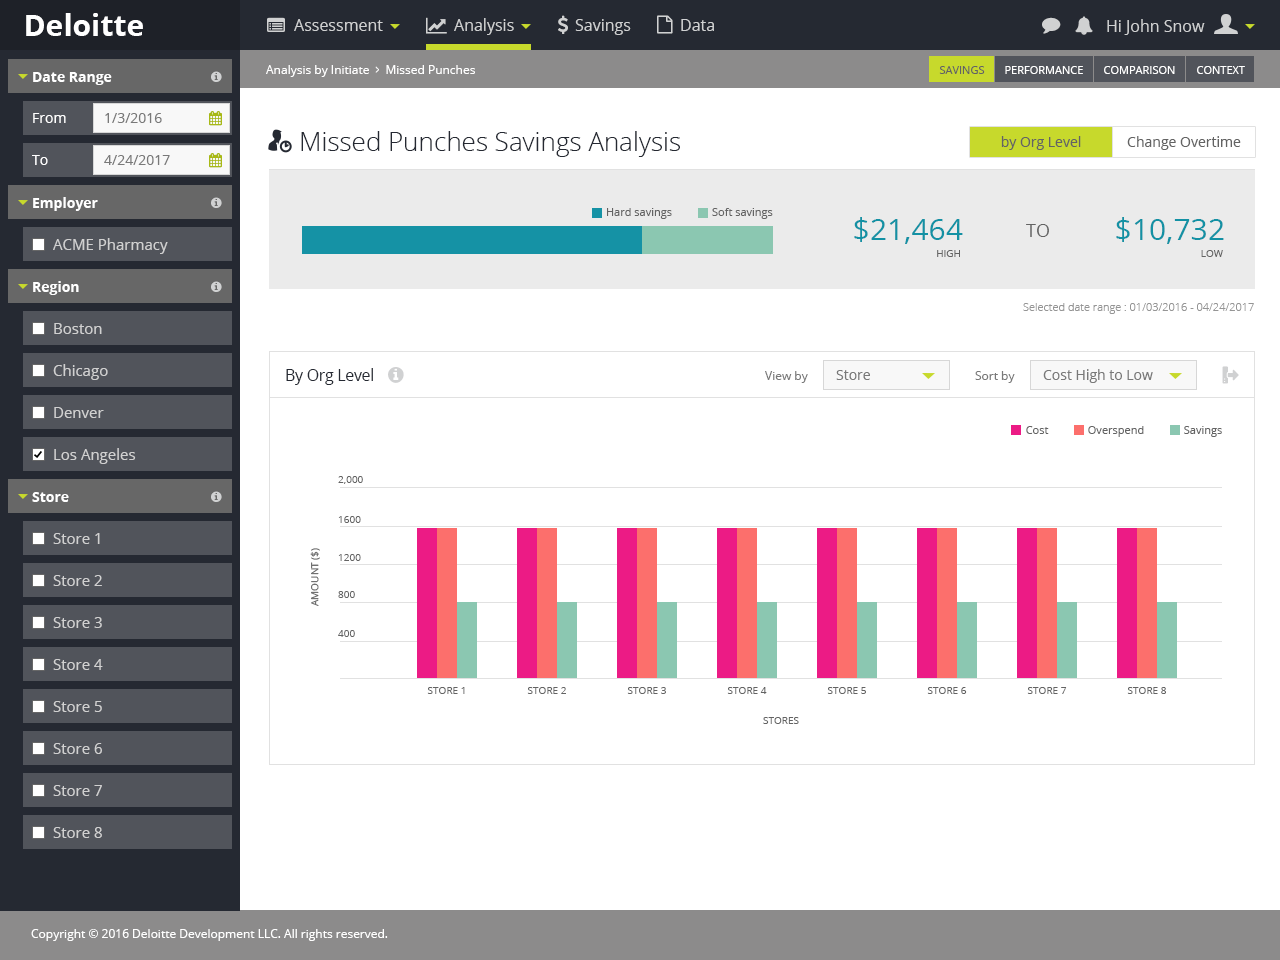 Deloitte
Assessment
Analysis
Savings
Data
Hi John Snow
Analysis by Initiate › Missed Punches
SAVINGS
PERFORMANCE
COMPARISON
CONTEXT
Date Range
From
1/3/2016
To
4/24/2017
Employer
ACME Pharmacy
Region
Boston
Chicago
Denver
Los Angeles
Store
Store 1
Store 2
Store 3
Store 4
Store 5
Store 6
Store 7
Store 8
Missed Punches Savings Analysis
by Org Level
Change Overtime
Hard savings
Soft savings
$21,464
HIGH
TO
$10,732
LOW
Selected date range : 01/03/2016 - 04/24/2017
By Org Level
View by
Store
Sort by
Cost High to Low
Cost
Overspend
Savings
AMOUNT ($)
2,000
1600
1200
800
400
STORE 1
STORE 2
STORE 3
STORE 4
STORE 5
STORE 6
STORE 7
STORE 8
STORES
Copyright © 2016 Deloitte Development LLC. All rights reserved.